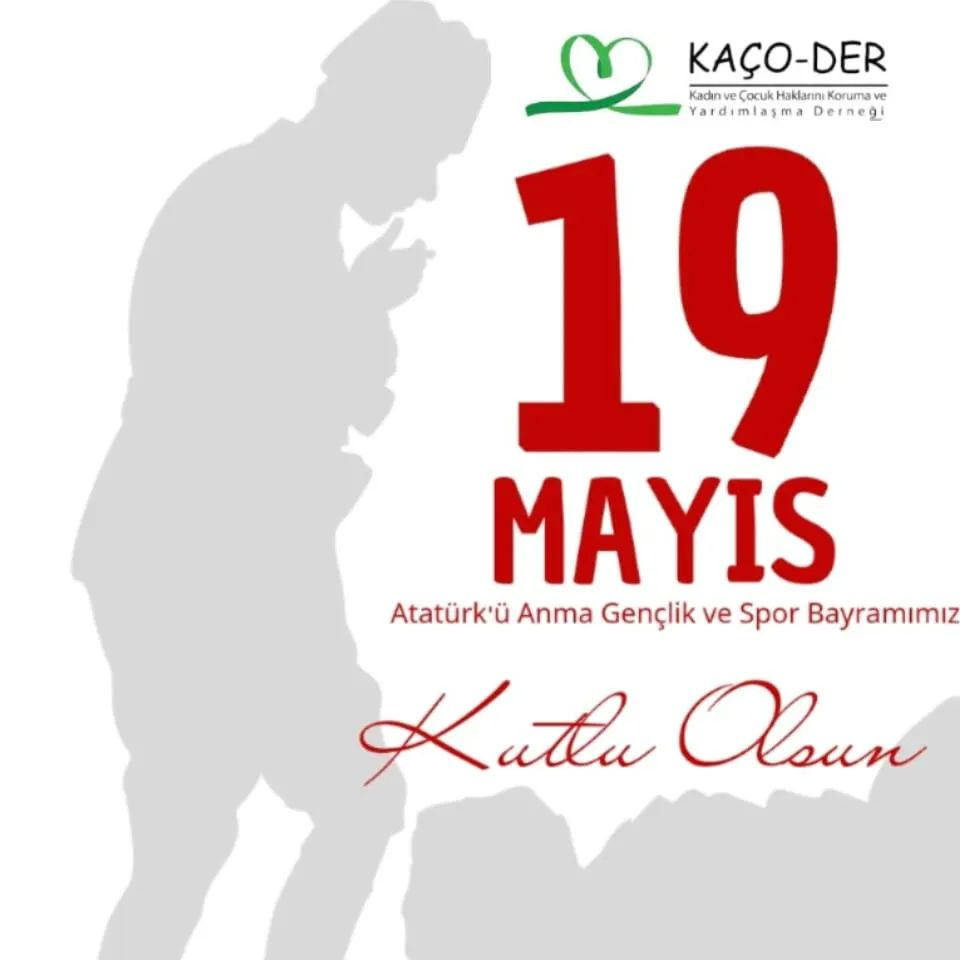 KAÇO-DER
Kadın ve Çocuk Haklarını Koruma ve
Yardımlaşma Derneği
19
MAYIS
Atatürk'ü Anma Gençlik ve Spor Bayramımız
Kutlu Olsun